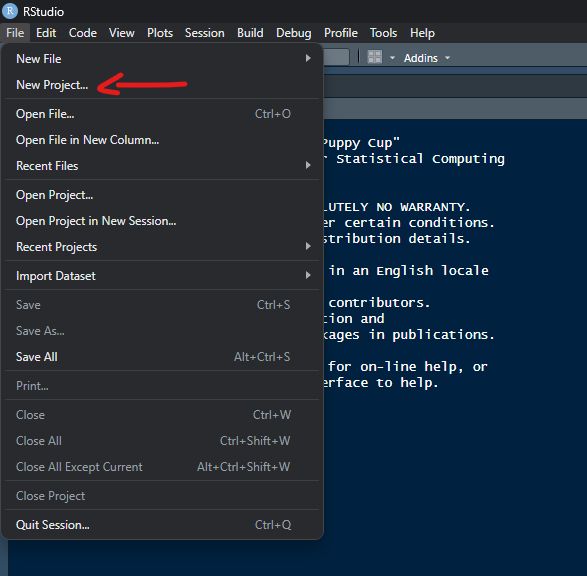 RStudio
File Edit Code View Plots Session Build Debug Profile Tools Help
New File
New Project...
Open File... Ctrl+O
Open File in New Column...
Recent Files
Open Project...
Open Project in New Session...
Recent Projects
Import Dataset
Save Ctrl+S
Save As...
Save All Alt+Ctrl+S
Print...
Close Ctrl+W
Close All Ctrl+Shift+W
Close All Except Current Alt+Ctrl+Shift+W
Close Project
Quit Session... Ctrl+Q
Addins
Puppy Cup"
r Statistical Computing
LUTELY NO WARRANTY.
er certain conditions.
stribution details.
in an English locale
contributors.
tion and
kages in publications.
for on-line help, or
erface to help.